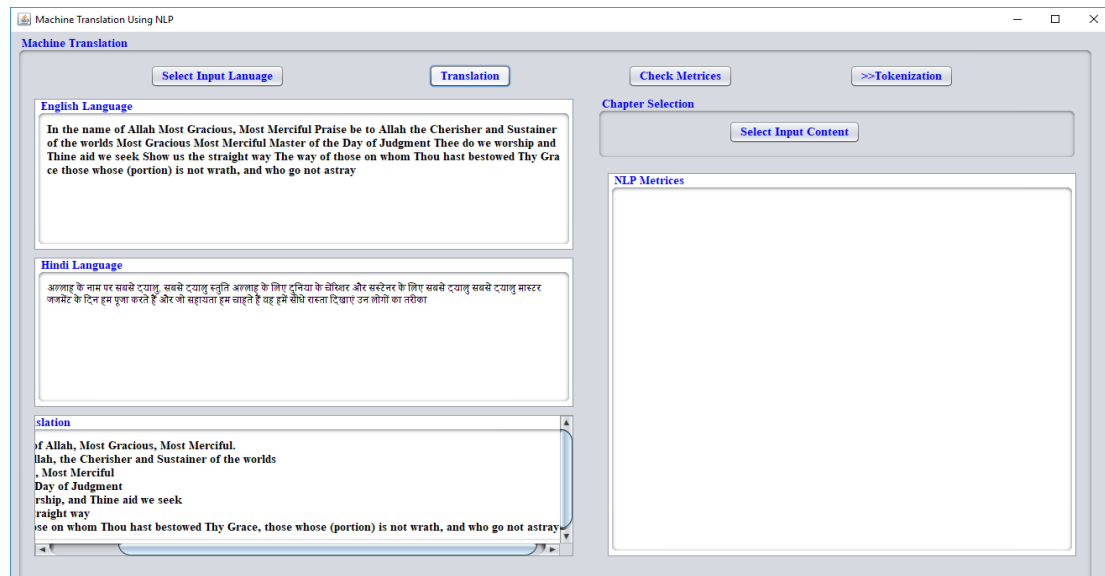 Machine Translation Using NLP
Machine Translation
Select Input Lanuage
Translation
Check Metrices
>>Tokenization
English Language
In the name of Allah Most Gracious, Most Merciful Praise be to Allah the Cherisher and Sustainer
of the worlds Most Gracious Most Merciful Master of the Day of Judgment Thee do we worship and
Thine aid we seek Show us the straight way The way of those on whom Thou hast bestowed Thy Gra
ce those whose (portion) is not wrath, and who go not astray
Chapter Selection
Select Input Content
NLP Metrices
Hindi Language
अल्लाह के नाम पर सबसे दयालु, सबसे दयालु स्तुति अल्लाह के लिए दुनिया के चेरिशर और सस्टेनर के लिए सबसे दयालु सबसे दयालु मास्टर
जजमेंट के दिन हम पूजा करते हैं और जो सहायता हम चाहते हैं वह हमें सीधे रास्ता दिखाएं उन लोगों का तरीका
slation
of Allah, Most Gracious, Most Merciful.
llah, the Cherisher and Sustainer of the worlds
, Most Merciful
Day of Judgment
rship, and Thine aid we seek
raight way
ose on whom Thou hast bestowed Thy Grace, those whose (portion) is not wrath, and who go not astray